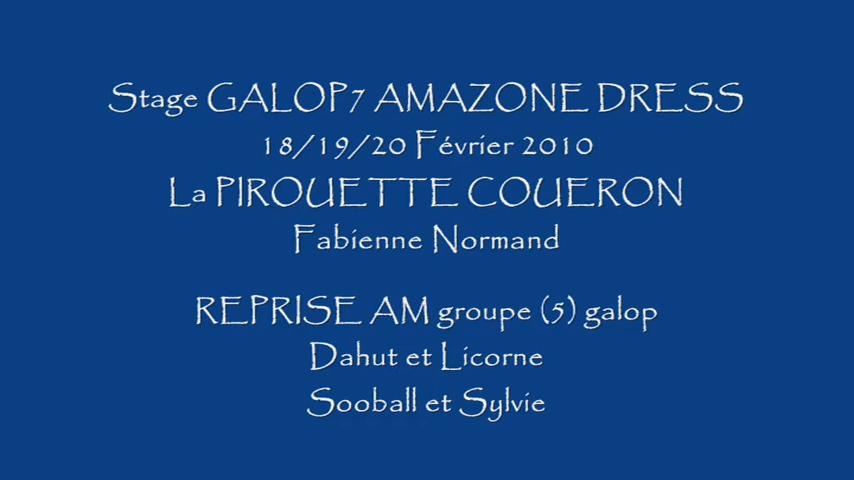 Stage GALOP7 AMAZONE DRESS
18/19/20 Février 2010
La PIROUETTE COUERON
Fabienne Normand
REPRISE AM groupe (5) galop
Dahut et Licorne
Sooball et Sylvie